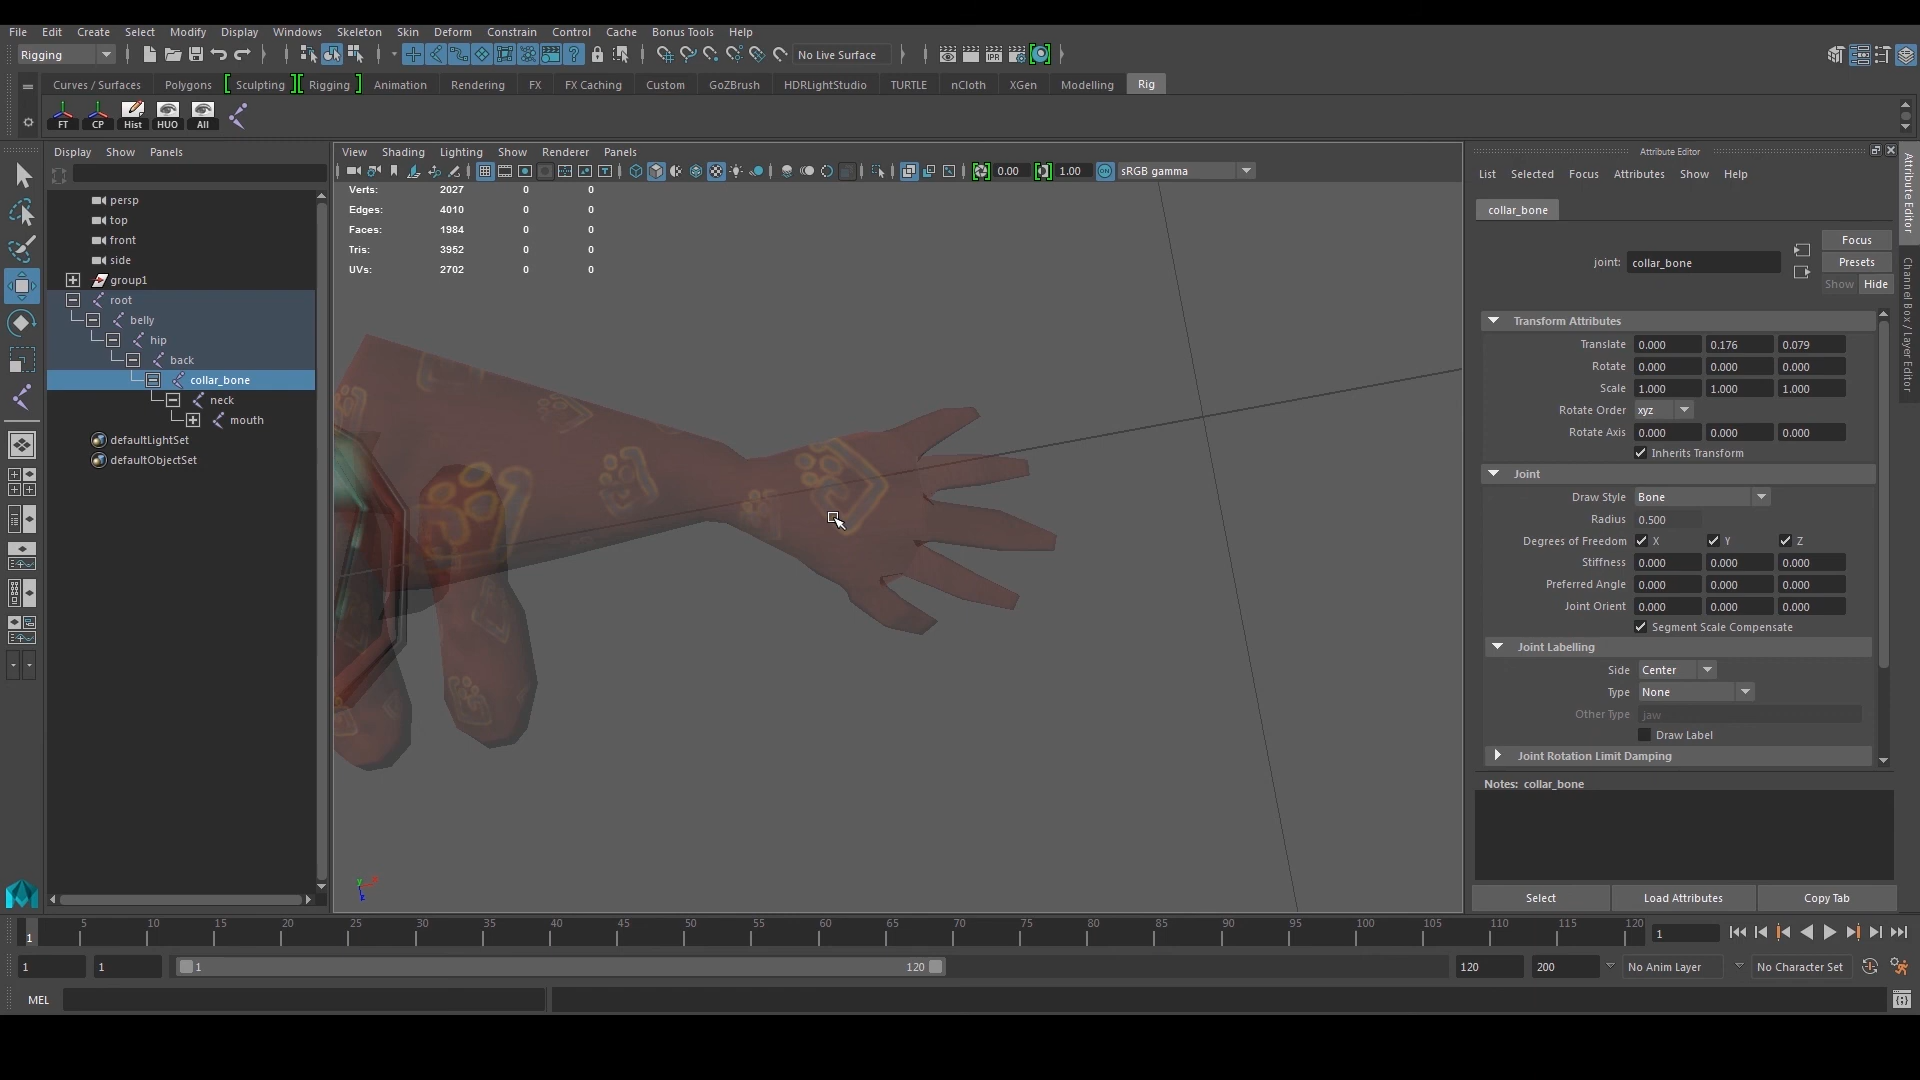 File Edit Create Select Modify Display Windows Skeleton Skin Deform Constrain Control Cache Bonus Tools Help
Rigging No Live Surface
Curves / Surfaces Polygons Sculpting Rigging Animation Rendering FX FX Caching Custom GoZBrush HDRLightStudio TURTLE nCloth XGen Modelling Rig
FT CP Hist HUO All
Display Show Panels
View Shading Lighting Show Renderer Panels
0.00 1.00 sRGB gamma
Verts: 2027 0 0
Edges: 4010 0 0
Faces: 1984 0 0
Tris: 3952 0 0
UVs: 2702 0 0
persp
top
front
side
group1
root
belly
hip
back
collar_bone
neck
mouth
defaultLightSet
defaultObjectSet
Attribute Editor
List Selected Focus Attributes Show Help
collar_bone
joint: collar_bone
Focus
Presets
Show Hide
Transform Attributes
Translate 0.000 0.176 0.079
Rotate 0.000 0.000 0.000
Scale 1.000 1.000 1.000
Rotate Order xyz
Rotate Axis 0.000 0.000 0.000
Inherits Transform
Joint
Draw Style Bone
Radius 0.500
Degrees of Freedom X Y Z
Stiffness 0.000 0.000 0.000
Preferred Angle 0.000 0.000 0.000
Joint Orient 0.000 0.000 0.000
Segment Scale Compensate
Joint Labelling
Side Center
Type None
Other Type jaw
Draw Label
Joint Rotation Limit Damping
Notes: collar_bone
Select Load Attributes Copy Tab
Attribute Editor
Channel Box / Layer Editor
5 10 15 20 25 30 35 40 45 50 55 60 65 70 75 80 85 90 95 100 105 110 115 120
1 1
1 1 1 120 120 200 No Anim Layer No Character Set
MEL